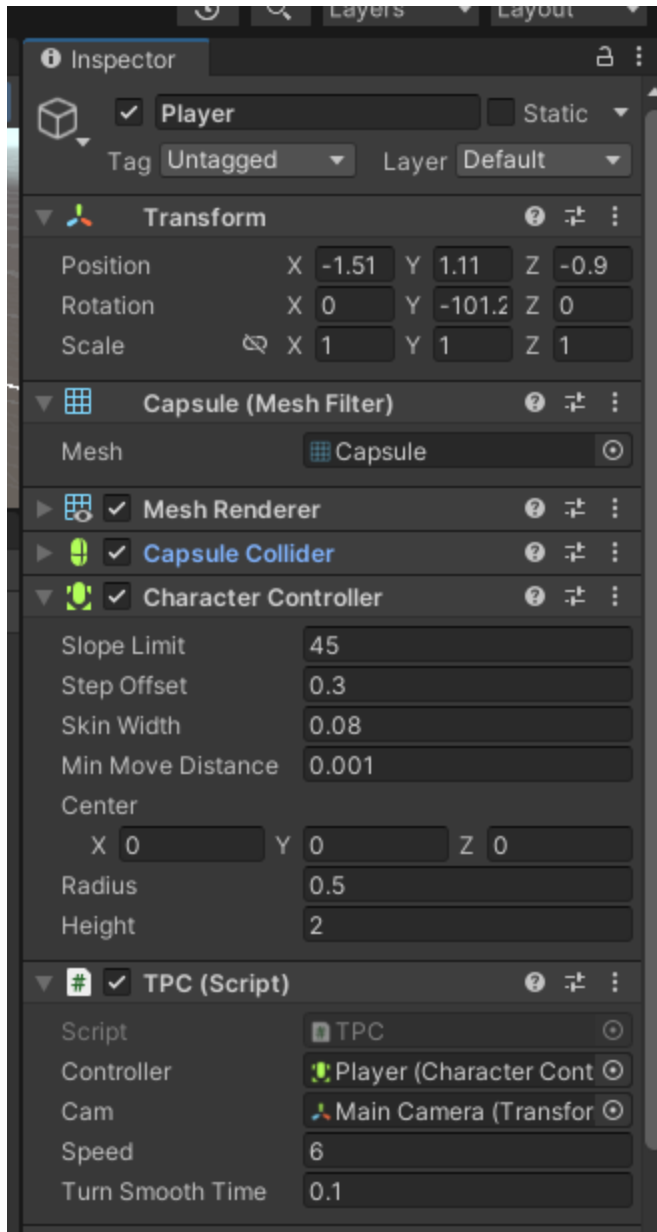 Layers Layout
Inspector
Player Static
Tag Untagged Layer Default
Transform
Position X -1.51 Y 1.11 Z -0.9
Rotation X 0 Y -101.2 Z 0
Scale X 1 Y 1 Z 1
Capsule (Mesh Filter)
Mesh Capsule
Mesh Renderer
Capsule Collider
Character Controller
Slope Limit 45
Step Offset 0.3
Skin Width 0.08
Min Move Distance 0.001
Center
X 0 Y 0 Z 0
Radius 0.5
Height 2
# TPC (Script)
Script # TPC
Controller Player (Character Cont
Cam Main Camera (Transfor
Speed 6
Turn Smooth Time 0.1